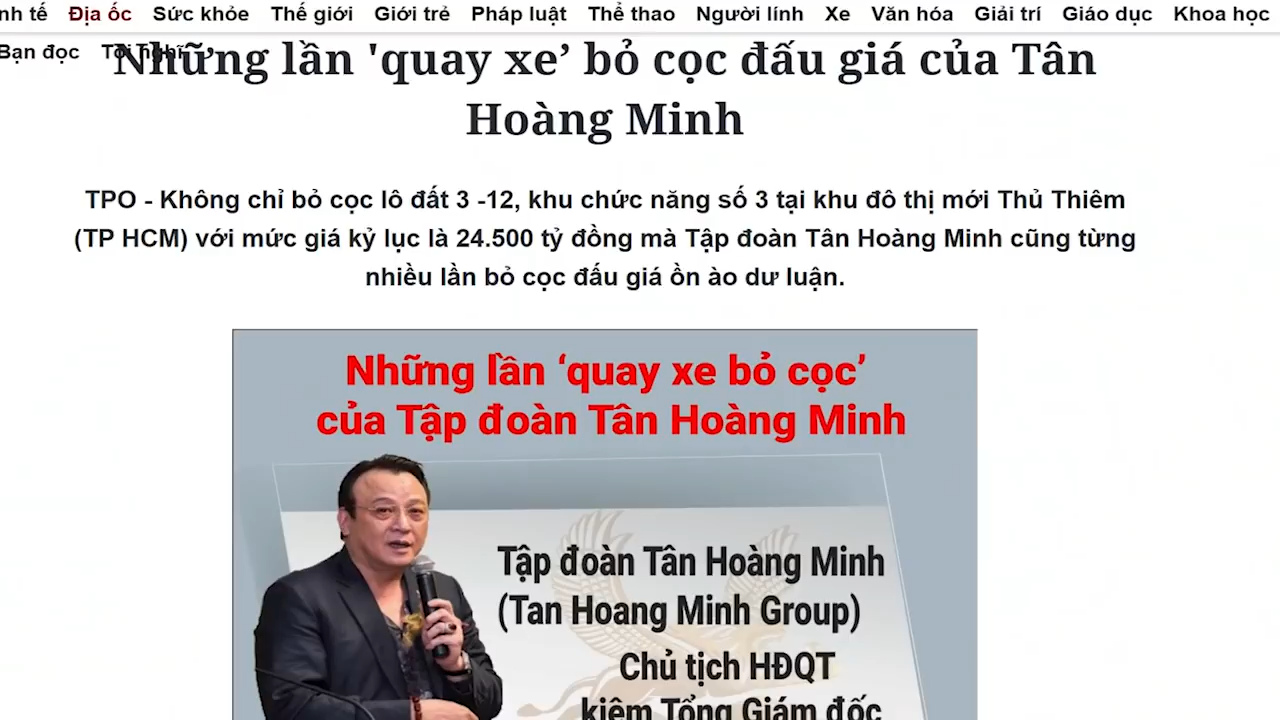 nh tế Địa ốc Sức khỏe Thế giới Giới trẻ Pháp luật Thể thao Người lính Xe Văn hóa Giải trí Giáo dục Khoa học
Bạn đọc Tôi nghĩ
Những lần 'quay xe’ bỏ cọc đấu giá của Tân
Hoàng Minh
TPO - Không chỉ bỏ cọc lô đất 3 -12, khu chức năng số 3 tại khu đô thị mới Thủ Thiêm
(TP HCM) với mức giá kỷ lục là 24.500 tỷ đồng mà Tập đoàn Tân Hoàng Minh cũng từng
nhiều lần bỏ cọc đấu giá ồn ào dư luận.
Những lần ‘quay xe bỏ cọc’
của Tập đoàn Tân Hoàng Minh
Tập đoàn Tân Hoàng Minh
(Tan Hoang Minh Group)
Chủ tịch HĐQT
kiêm Tổng Giám đốc